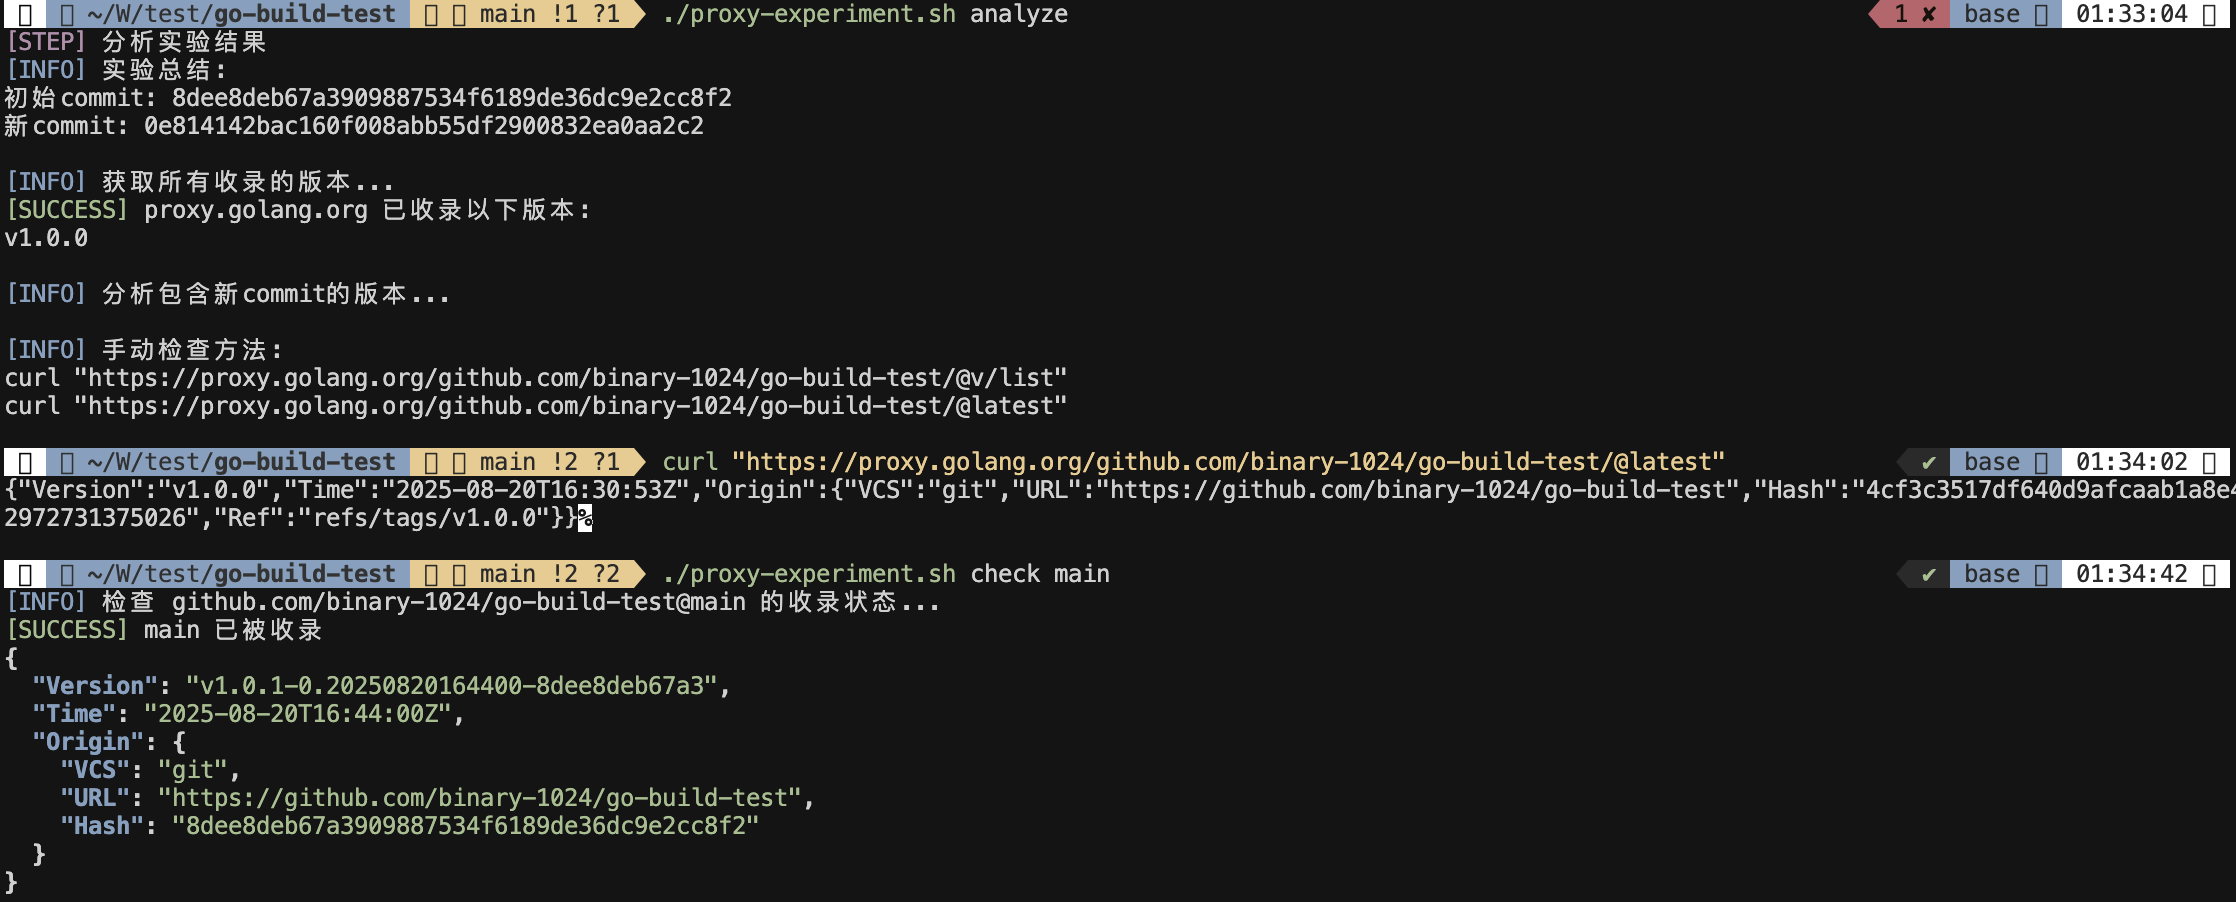 ~/W/test/go-build-test main !1 ?1 ./proxy-experiment.sh analyze 1 ✘ base 01:33:04
[STEP] 分析实验结果
[INFO] 实验总结:
初始commit: 8dee8deb67a3909887534f6189de36dc9e2cc8f2
新commit: 0e814142bac160f008abb55df2900832ea0aa2c2
[INFO] 获取所有收录的版本...
[SUCCESS] proxy.golang.org 已收录以下版本:
v1.0.0
[INFO] 分析包含新commit的版本...
[INFO] 手动检查方法:
curl "https://proxy.golang.org/github.com/binary-1024/go-build-test/@v/list"
curl "https://proxy.golang.org/github.com/binary-1024/go-build-test/@latest"
~/W/test/go-build-test main !2 ?1 curl "https://proxy.golang.org/github.com/binary-1024/go-build-test/@latest" ✔ base 01:34:02
{"Version":"v1.0.0","Time":"2025-08-20T16:30:53Z","Origin":{"VCS":"git","URL":"https://github.com/binary-1024/go-build-test","Hash":"4cf3c3517df640d9afcaab1a8e4
2972731375026","Ref":"refs/tags/v1.0.0"}}%
~/W/test/go-build-test main !2 ?2 ./proxy-experiment.sh check main ✔ base 01:34:42
[INFO] 检查 github.com/binary-1024/go-build-test@main 的收录状态...
[SUCCESS] main 已被收录
{
  "Version": "v1.0.1-0.20250820164400-8dee8deb67a3",
  "Time": "2025-08-20T16:44:00Z",
  "Origin": {
    "VCS": "git",
    "URL": "https://github.com/binary-1024/go-build-test",
    "Hash": "8dee8deb67a3909887534f6189de36dc9e2cc8f2"
  }
}